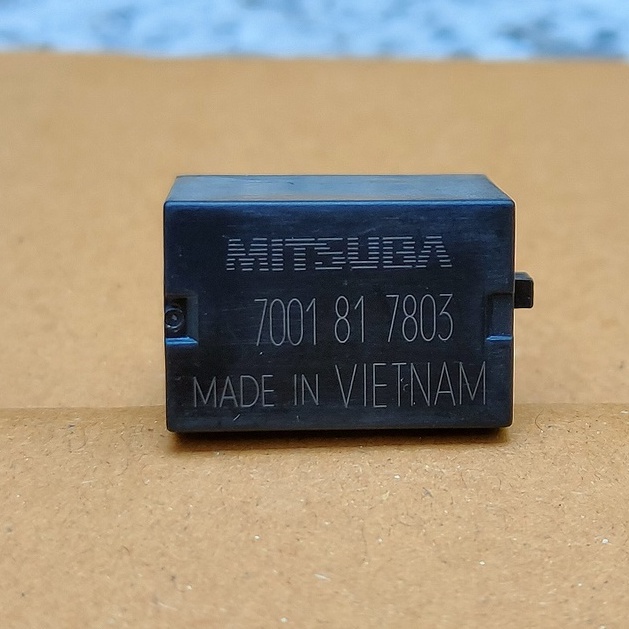 MITSUBA
7001 81 7803
MADE IN VIETNAM